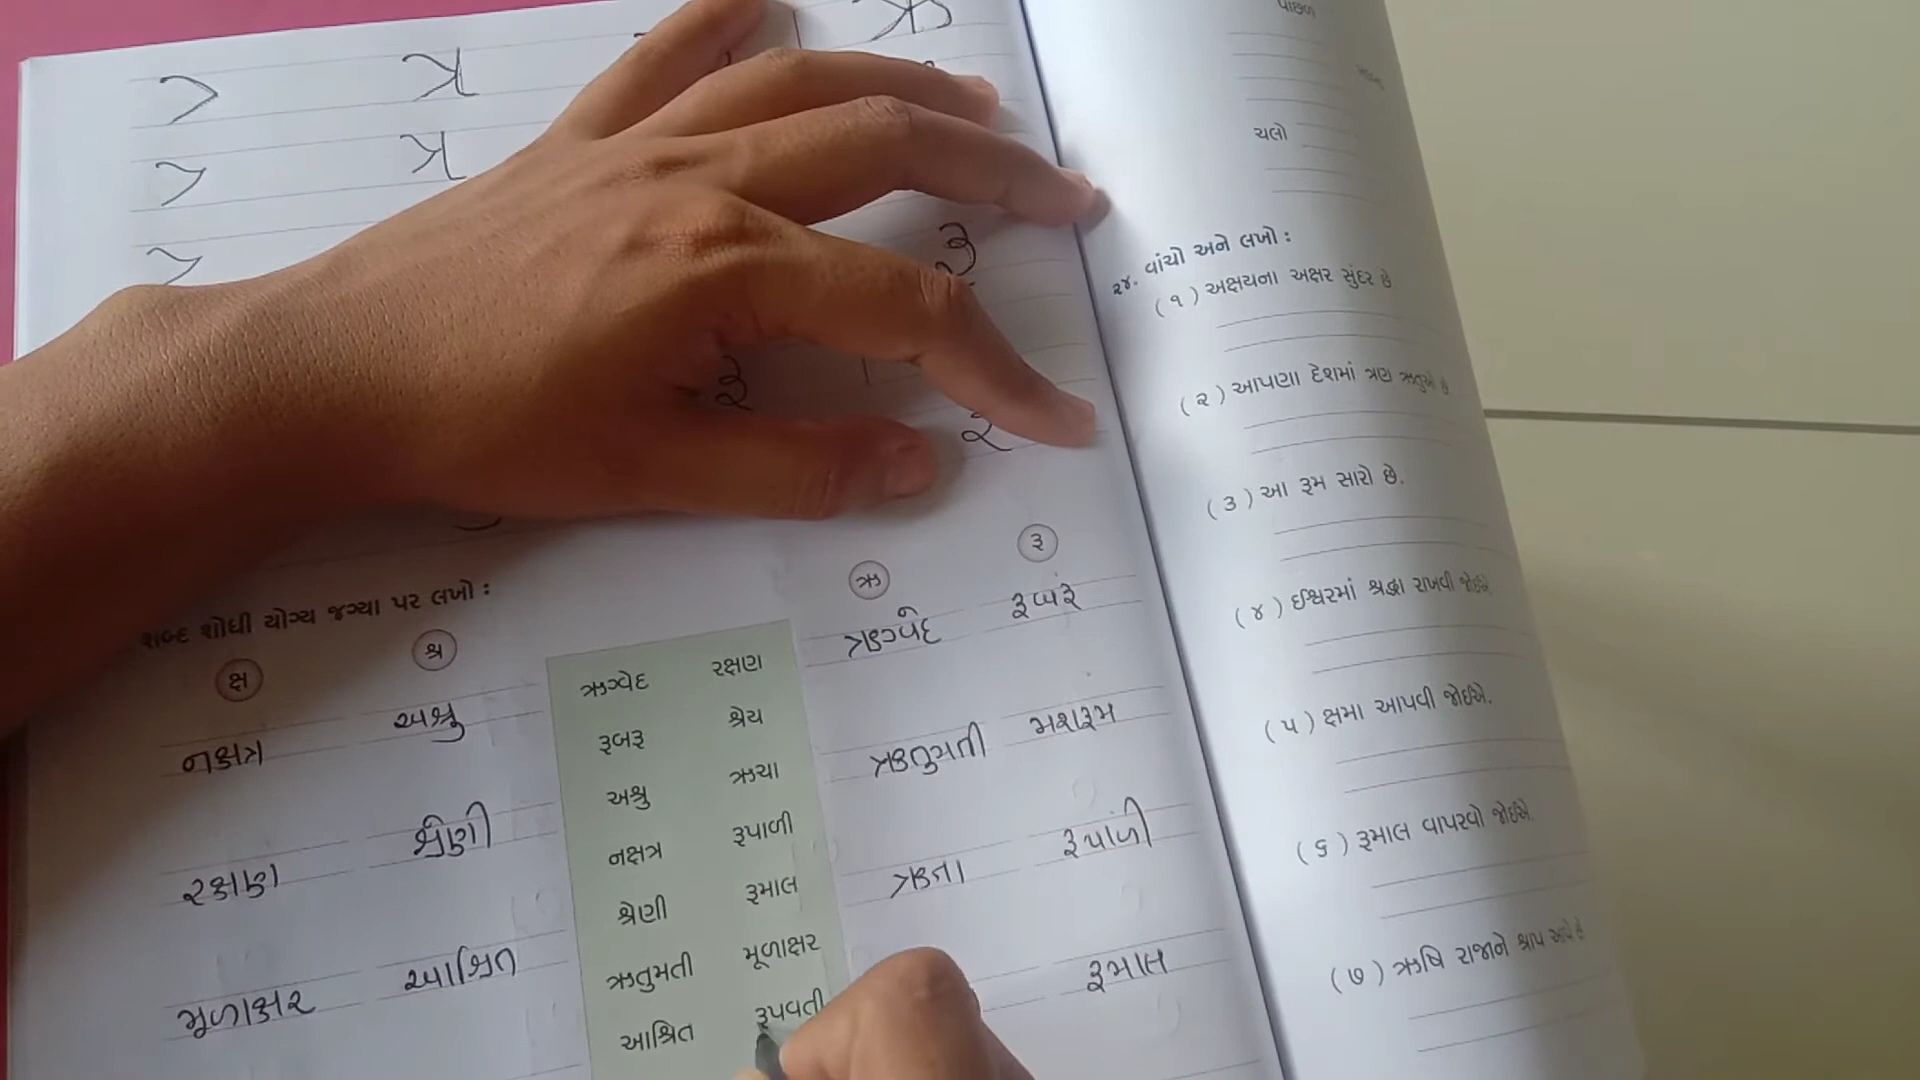 પાછળ
ચલો
૨૪. વાંચો અને લખો :
(૧) અક્ષયના અક્ષર સુંદર છે
(૨) આપણા દેશમાં ત્રણ ઋતુએ છે
(૩) આ રૂમ સારો છે.
(૪) ઈશ્વરમાં શ્રદ્ધા રાખવી જોઈએ
(૫) ક્ષમા આપવી જોઈએ.
(૬) રૂમાલ વાપરવો જોઈએ.
(૭) ઋષિ રાજાને શ્રાપ આપે છે
શબ્દ શોધી યોગ્ય જગ્યા પર લખો :
ક્ષ શ્ર ઋ રૂ
નક્ષત્ર અશ્રુ
રક્ષણ શ્રેણી
મૂળાક્ષર આશ્રિત
ઋગ્વેદ રક્ષણ
રૂબરૂ શ્રેય
અશ્રુ ઋચા
નક્ષત્ર રૂપાળી
શ્રેણી રૂમાલ
ઋતુમતી મૂળાક્ષર
આશ્રિત રૂપવતી
ઋગ્વેદ
ઋતુમતી મશરૂમ
રૂપાળી
રૂમાલ
ર ત્ર
ર ત્ર
ર
રૂ
રૂ